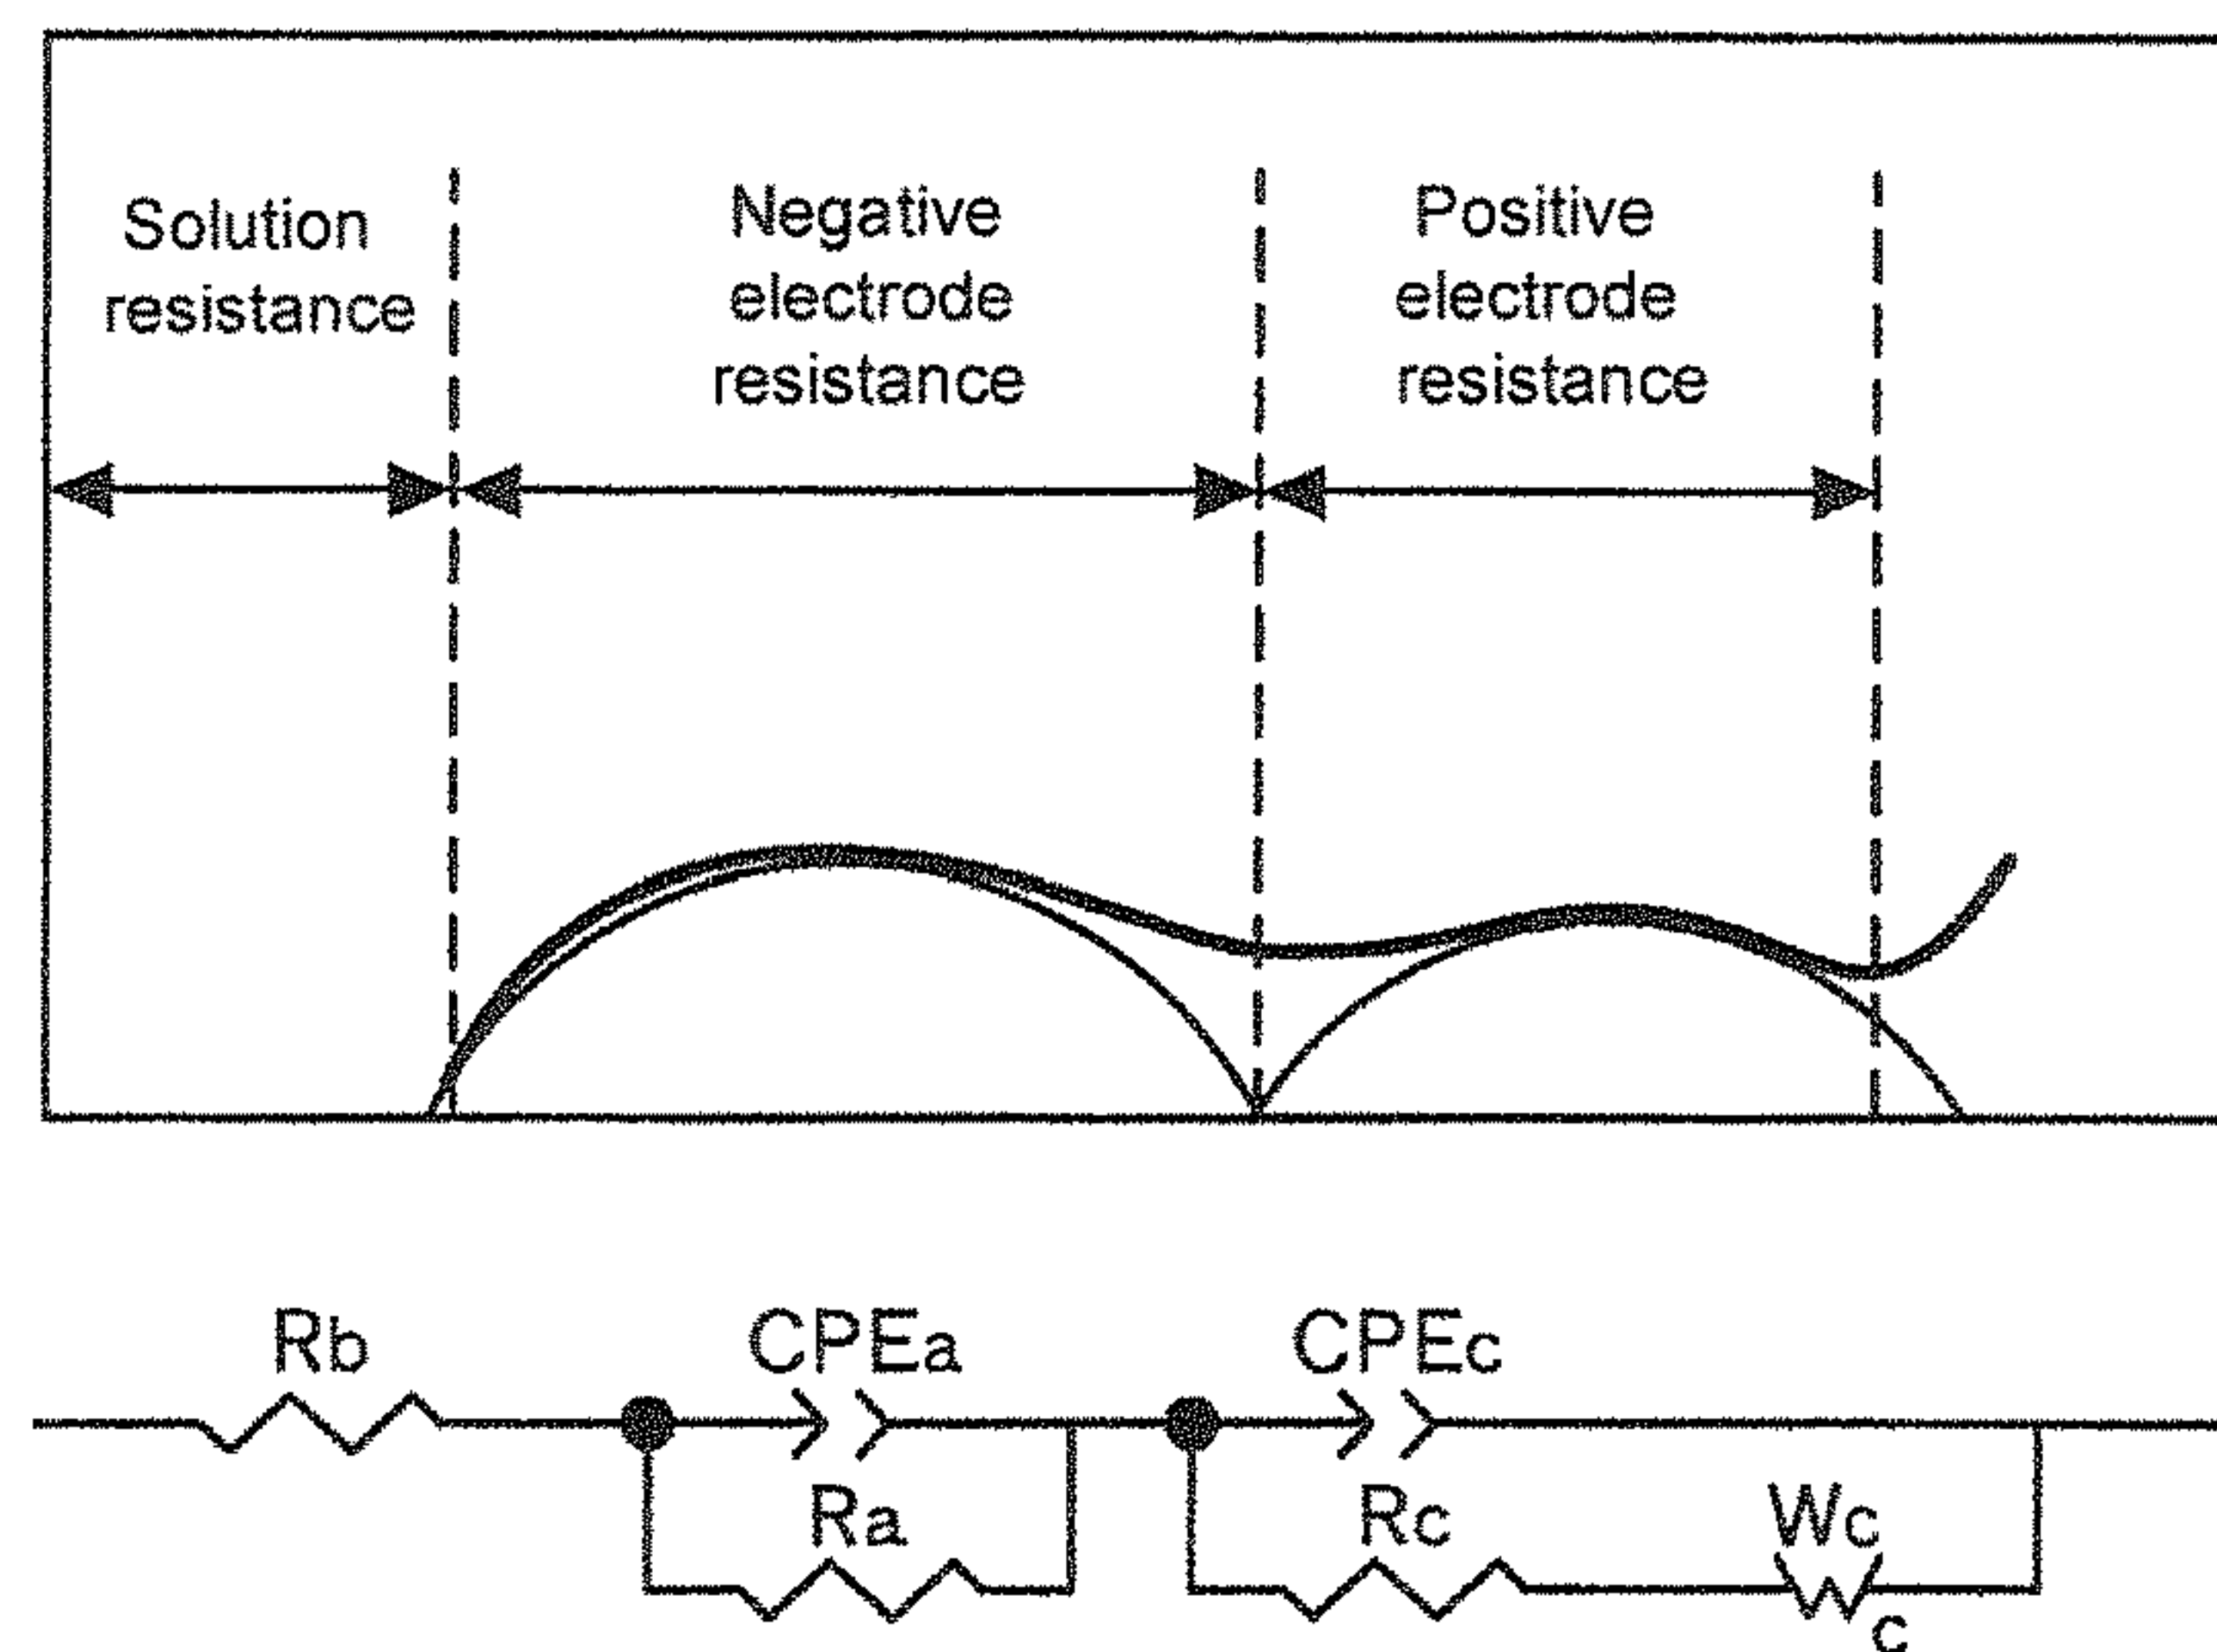 Solution
resistance
Negative
electrode
resistance
Positive
electrode
resistance
Rb
CPEa
CPEc
Ra
Rc
Wc
c